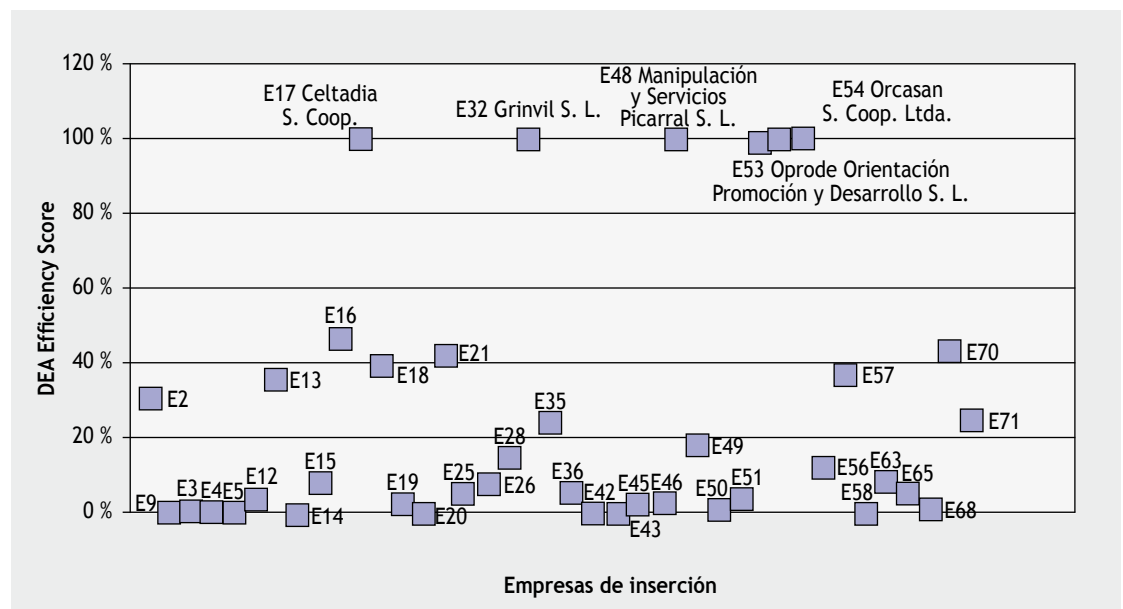 120 %
100 %
80 %
60 %
40 %
20 %
0 %
DEA Efficiency Score
Empresas de inserción
E17 Celtadia
S. Coop.
E32 Grinvil S. L.
E48 Manipulación
y Servicios
Picarral S. L.
E54 Orcasan
S. Coop. Ltda.
E53 Oprode Orientación
Promoción y Desarrollo S. L.
E2
E9
E3
E4
E5
E12
E13
E14
E15
E16
E18
E19
E20
E21
E25
E26
E28
E35
E36
E42
E43
E45
E46
E49
E50
E51
E56
E57
E58
E63
E65
E68
E70
E71